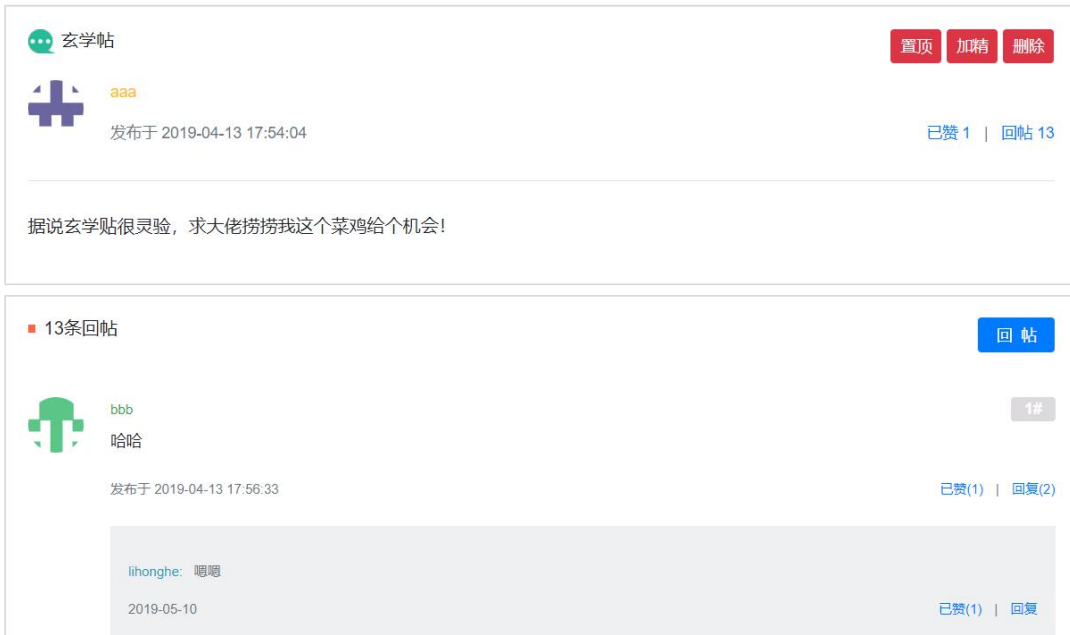 玄学帖
置顶 加精 删除
aaa
发布于 2019-04-13 17:54:04
已赞 1 | 回帖 13
据说玄学贴很灵验，求大佬捞捞我这个菜鸡给个机会！
13条回帖
回 帖
bbb
1#
哈哈
发布于 2019-04-13 17:56:33
已赞(1) | 回复(2)
lihonghe: 嗯嗯
2019-05-10
已赞(1) | 回复